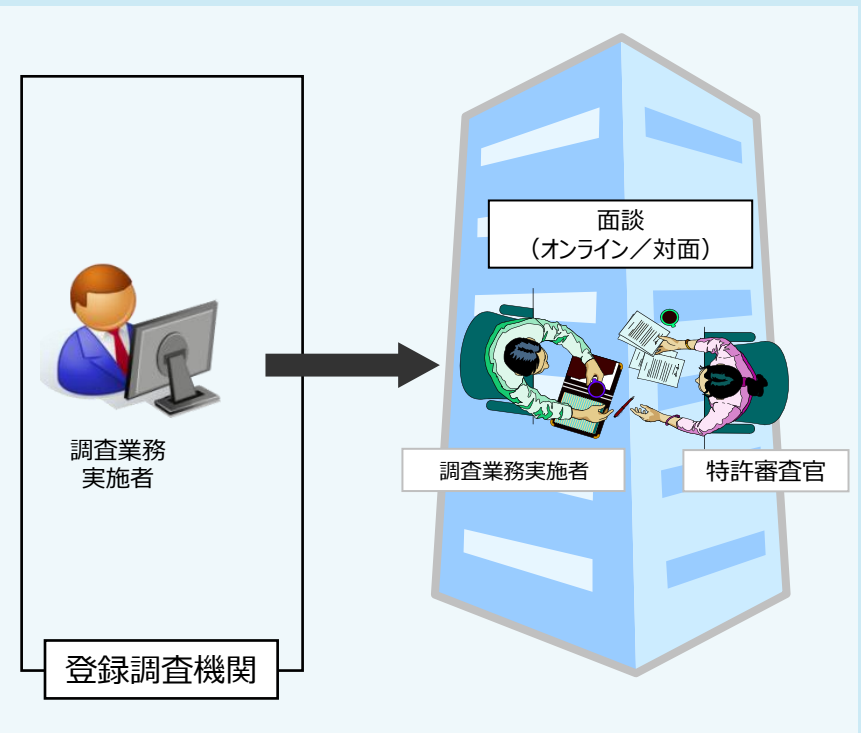 面談
（オンライン／対面）
調査業務
実施者
調査業務実施者
特許審査官
登録調査機関